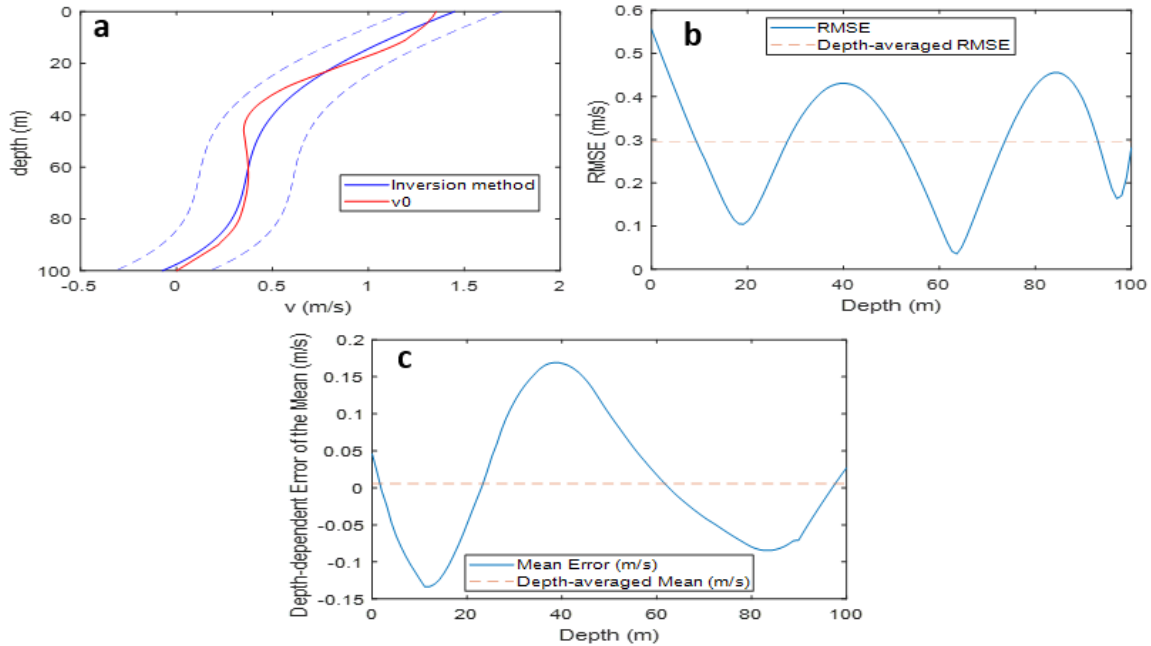 a
0
20
40
60
80
100
depth (m)
-0.5
0
0.5
1
1.5
2
v (m/s)
Inversion method
v0
b
0.6
0.5
0.4
0.3
0.2
0.1
0
RMSE (m/s)
0
20
40
60
80
100
Depth (m)
RMSE
Depth-averaged RMSE
c
0.2
0.15
0.1
0.05
0
-0.05
-0.1
-0.15
Depth-dependent Error of the Mean (m/s)
0
20
40
60
80
100
Depth (m)
Mean Error (m/s)
Depth-averaged Mean (m/s)